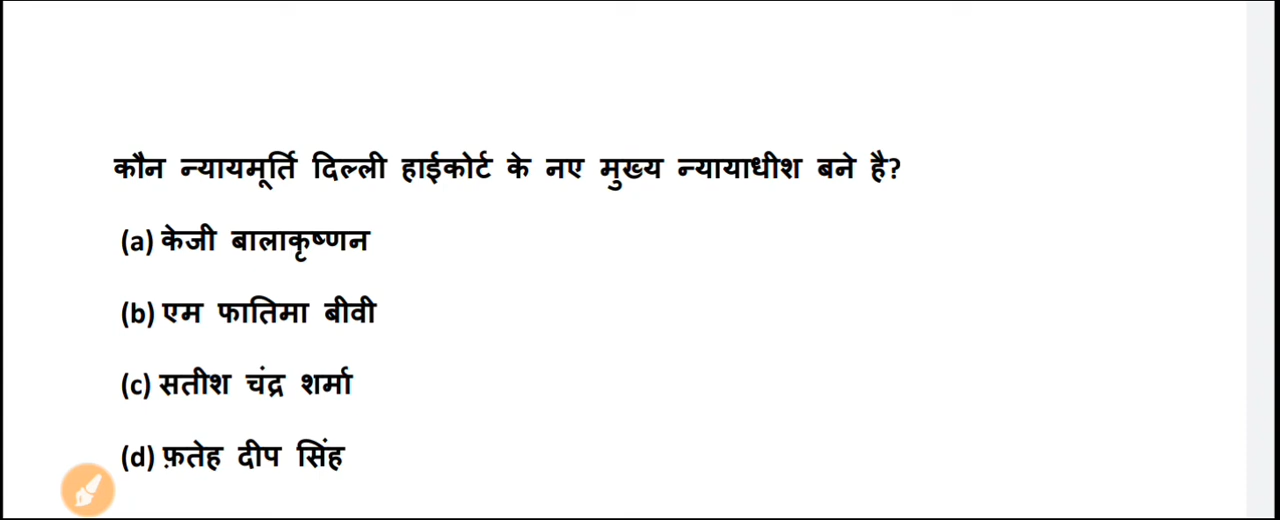 कौन न्यायमूर्ति दिल्ली हाईकोर्ट के नए मुख्य न्यायाधीश बने है?
(a) केजी बालाकृष्णन
(b) एम फातिमा बीवी
(c) सतीश चंद्र शर्मा
(d) फ़तेह दीप सिंह